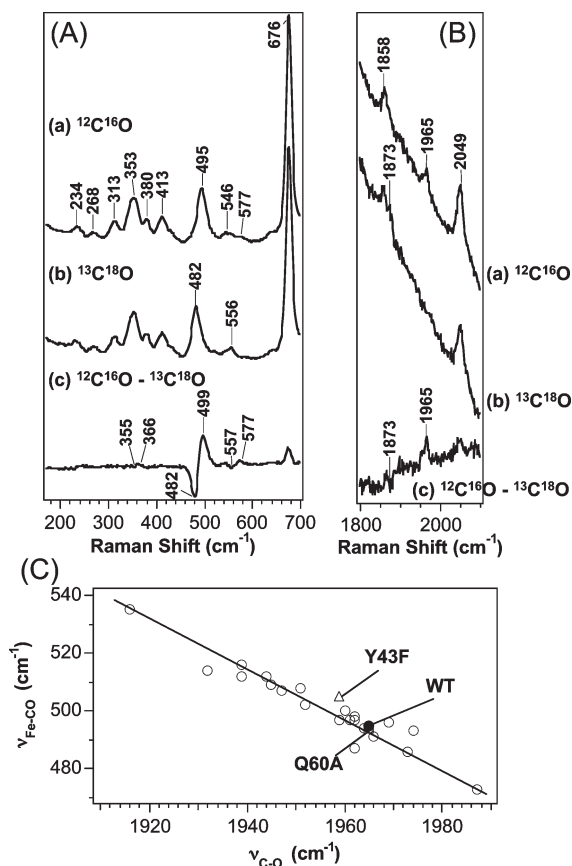 (A)
676
(a) ¹²C¹⁶O
234
268
313
353
380
413
495
546
577
(b) ¹³C¹⁸O
482
556
(c) ¹²C¹⁶O - ¹³C¹⁸O
355
366
499
557
577
482
200 300 400 500 600 700
Raman Shift (cm⁻¹)
(B)
1858
1873
1965
2049
(a) ¹²C¹⁶O
(b) ¹³C¹⁸O
1873
1965
(c) ¹²C¹⁶O - ¹³C¹⁸O
1800 1900 2000
Raman Shift (cm⁻¹)
(C)
540
520
500
480
νFe-CO (cm⁻¹)
Y43F
WT
Q60A
1920 1940 1960 1980
νC-O (cm⁻¹)